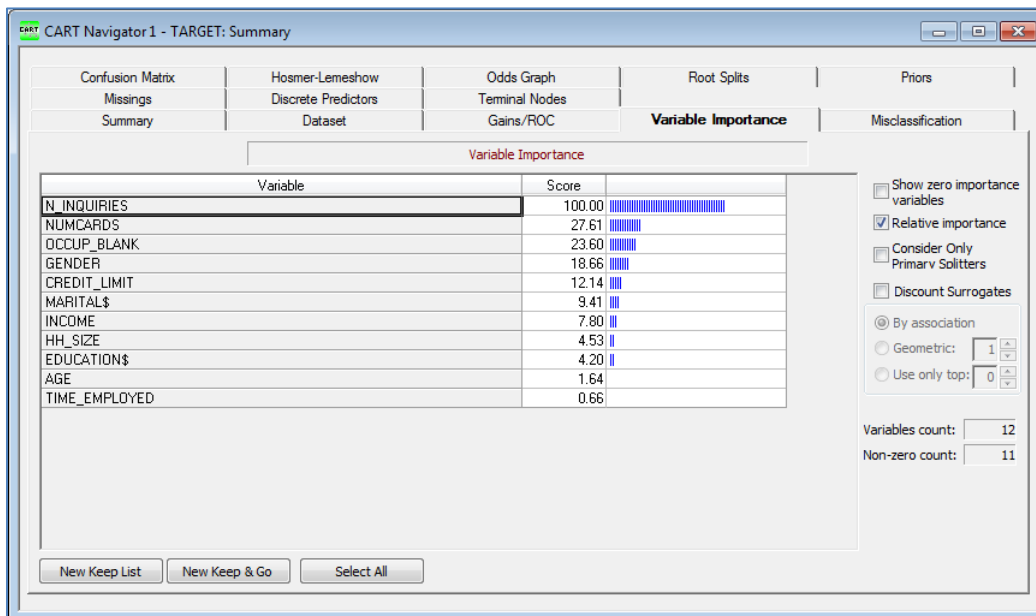 CART CART Navigator1 - TARGET: Summary
Confusion Matrix Hosmer-Lemeshow Odds Graph Root Splits Priors
Missings Discrete Predictors Terminal Nodes
Summary Dataset Gains/ROC Variable Importance Misclassification
Variable Importance
Variable Score
N_INQUIRIES 100.00
NUMCARDS 27.61
OCCUP_BLANK 23.60
GENDER 18.66
CREDIT_LIMIT 12.14
MARITAL$ 9.41
INCOME 7.80
HH_SIZE 4.53
EDUCATION$ 4.20
AGE 1.64
TIME_EMPLOYED 0.66
Show zero importance
variables
Relative importance
Consider Only
Primary Splitters
Discount Surrogates
By association
Geometric: 1
Use only top: 0
Variables count: 12
Non-zero count: 11
New Keep List New Keep & Go Select All